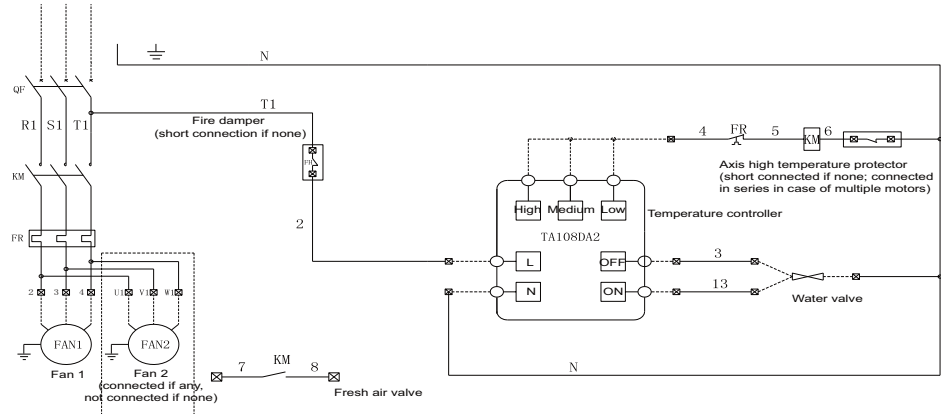 N
QF
T1
R1 S1 T1
Fire damper
(short connection if none)
FH
4 FR 5 KM 6
Axis high temperature protector
(short connected if none; connected
in series in case of multiple motors)
KM
High Medium Low
Temperature controller
TA108DA2
2
FR
L OFF 3
N ON 13
Water valve
2 3 4 U1 V1 W1
FAN1 FAN2
Fan 1
Fan 2
(connected if any,
not connected if none)
7 KM 8
Fresh air valve
N